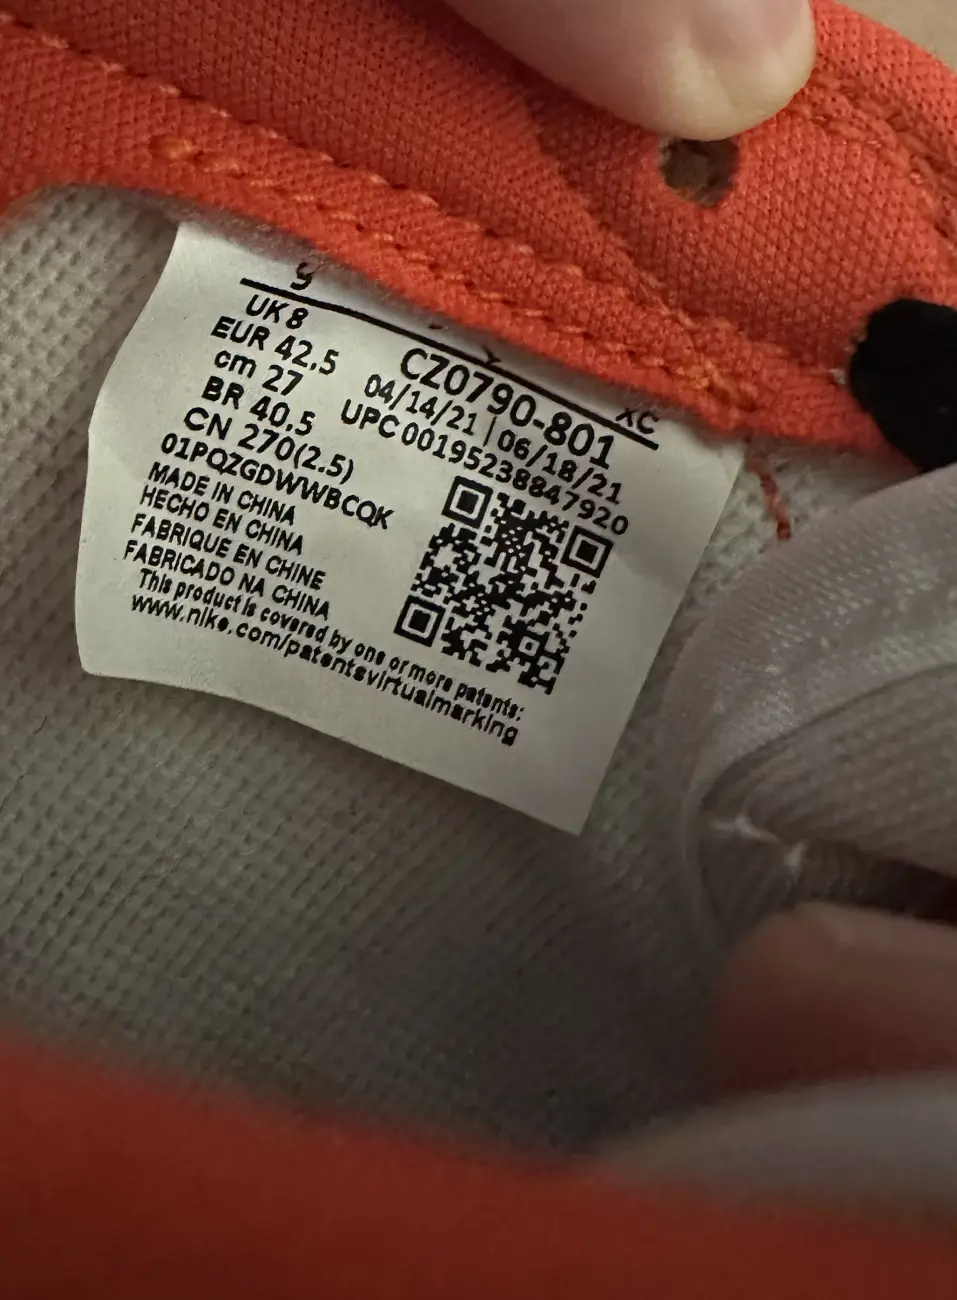 9 Y XC
UK 8
EUR 42.5
cm 27
BR 40.5
CN 270(2.5)
01PQZGDWWBCQK
CZ0790-801
04/14/21 | 06/18/21
UPC 00195238847920
MADE IN CHINA
HECHO EN CHINA
FABRIQUE EN CHINE
FABRICADO NA CHINA
This product is covered by one or more patents:
www.nike.com/patentsvirtualmarking